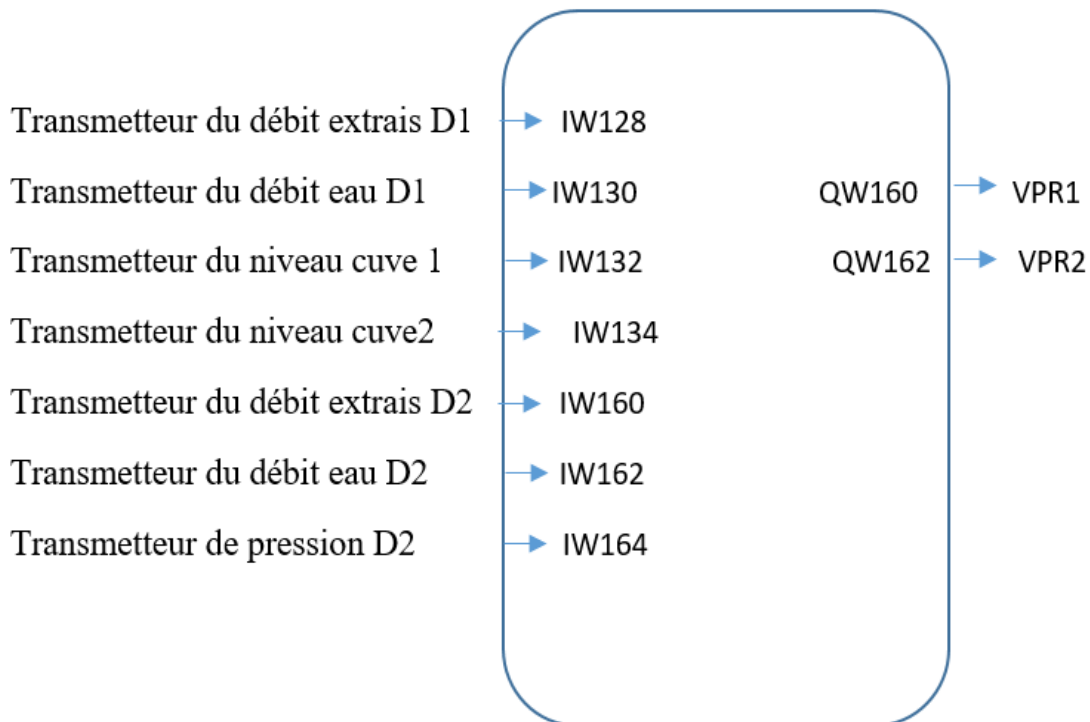 Transmetteur du débit extrais D1 IW128
Transmetteur du débit eau D1 IW130 QW160 VPR1
Transmetteur du niveau cuve 1 IW132 QW162 VPR2
Transmetteur du niveau cuve2 IW134
Transmetteur du débit extrais D2 IW160
Transmetteur du débit eau D2 IW162
Transmetteur de pression D2 IW164